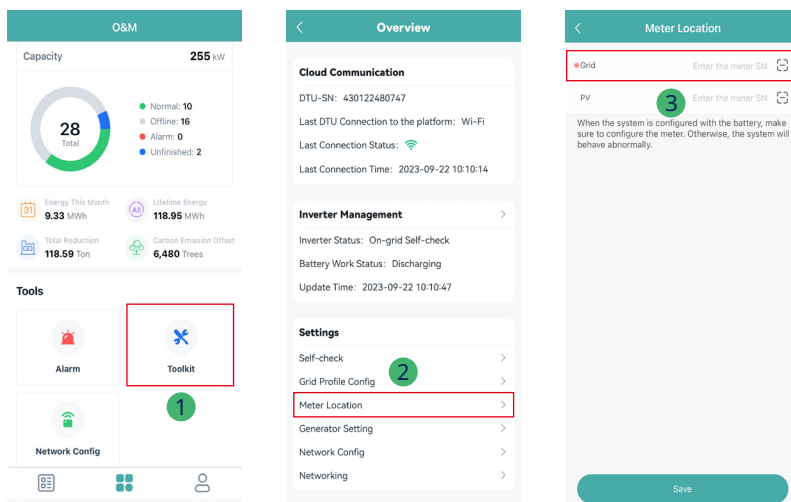 O&M
Capacity 255 kW
28
Total
Normal: 10
Offline: 16
Alarm: 0
Unfinished: 2
31
Energy This Month
9.33 MWh
All
Lifetime Energy
118.95 MWh
Total Reduction
118.59 Ton
Carbon Emission Offset
6,480 Trees
Tools
Alarm
Toolkit
1
Network Config
Overview
Cloud Communication
DTU-SN: 430122480747
Last DTU Connection to the platform: Wi-Fi
Last Connection Status:
Last Connection Time: 2023-09-22 10:10:14
Inverter Management
Inverter Status: On-grid Self-check
Battery Work Status: Discharging
Update Time: 2023-09-22 10:10:47
Settings
Self-check
Grid Profile Config
2
Meter Location
Generator Setting
Network Config
Networking
Meter Location
*Grid Enter the meter SN
PV Enter the meter SN
3
When the system is configured with the battery, make
sure to configure the meter. Otherwise, the system will
behave abnormally.
Save